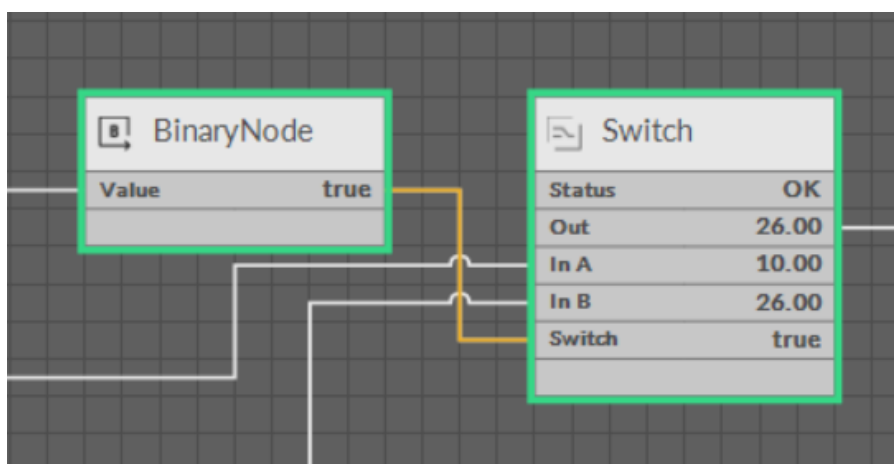 B BinaryNode
Value true
Switch
Status OK
Out 26.00
In A 10.00
In B 26.00
Switch true